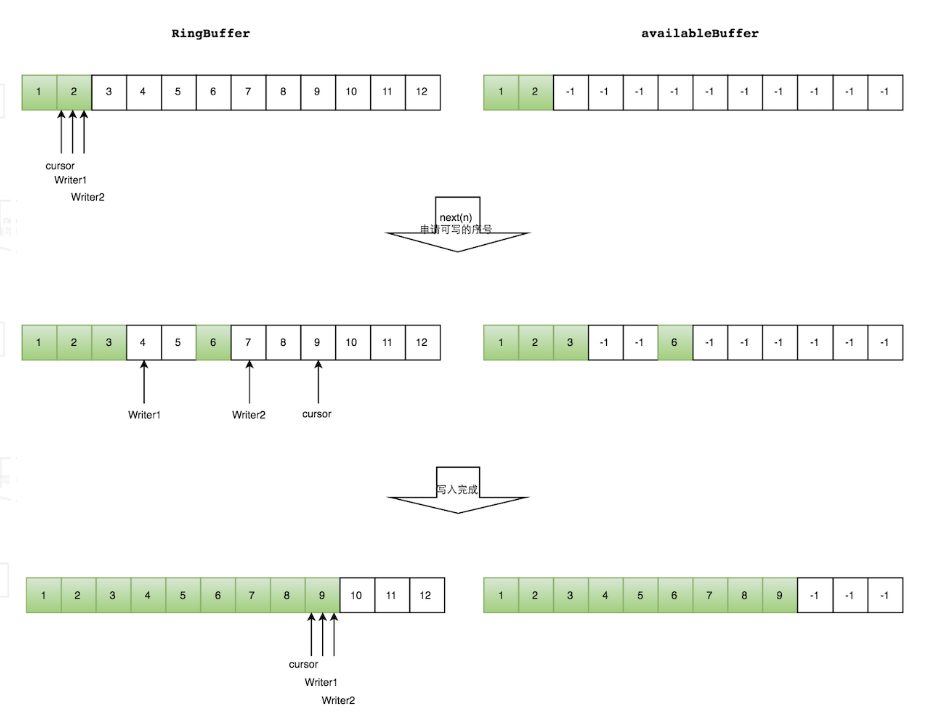 RingBuffer availableBuffer
1 2 3 4 5 6 7 8 9 10 11 12 1 2 -1 -1 -1 -1 -1 -1 -1 -1 -1 -1
cursor
Writer1
Writer2
next(n)
申请可写的序号
1 2 3 4 5 6 7 8 9 10 11 12 1 2 3 -1 -1 6 -1 -1 -1 -1 -1 -1
Writer1 Writer2 cursor
写入完成
1 2 3 4 5 6 7 8 9 10 11 12 1 2 3 4 5 6 7 8 9 -1 -1 -1
cursor
Writer1
Writer2